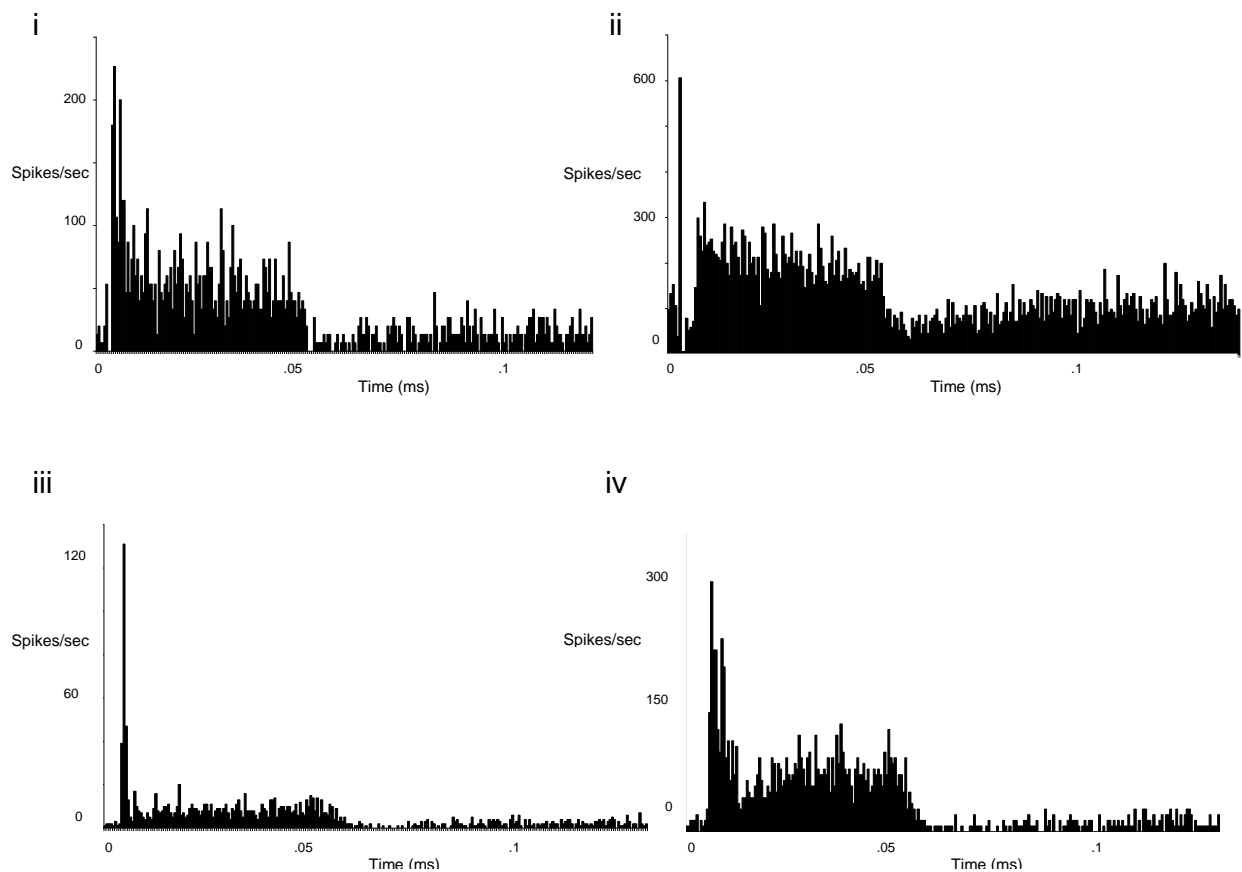 i
200
Spikes/sec
100
0
0 .05 .1
Time (ms)
ii
600
Spikes/sec
300
0
0 .05 .1
Time (ms)
iii
120
Spikes/sec
60
0
0 .05 .1
Time (ms)
iv
300
Spikes/sec
150
0
0 .05 .1
Time (ms)